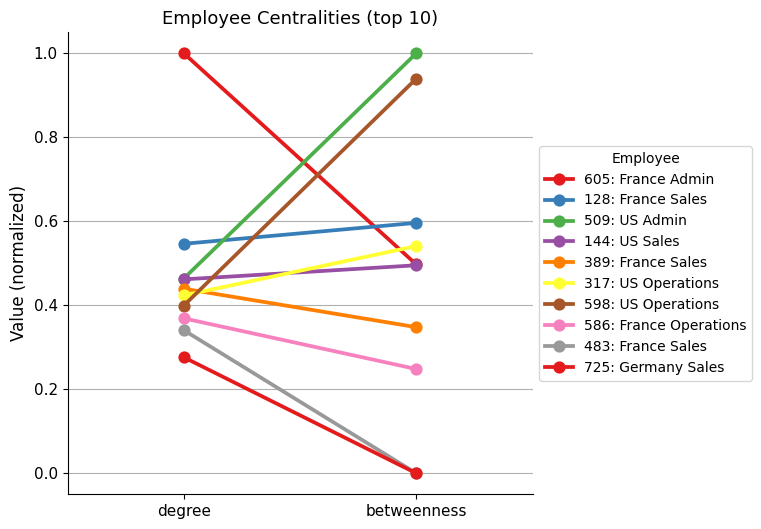 Employee Centralities (top 10)
Value (normalized)
1.0
0.8
0.6
0.4
0.2
0.0
degree
betweenness
Employee
605: France Admin
128: France Sales
509: US Admin
144: US Sales
389: France Sales
317: US Operations
598: US Operations
586: France Operations
483: France Sales
725: Germany Sales